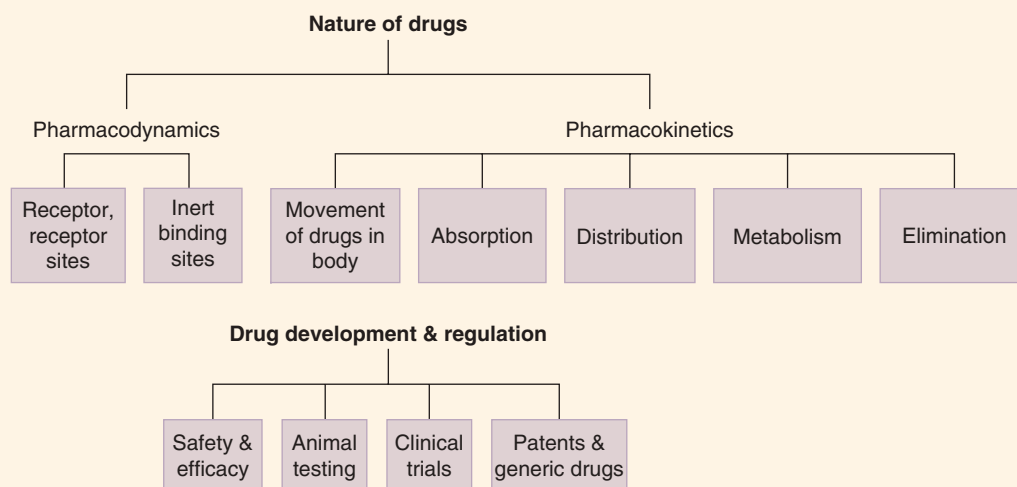 Nature of drugs
Pharmacodynamics
Pharmacokinetics
Receptor,
receptor
sites
Inert
binding
sites
Movement
of drugs in
body
Absorption
Distribution
Metabolism
Elimination
Drug development & regulation
Safety &
efficacy
Animal
testing
Clinical
trials
Patents &
generic drugs